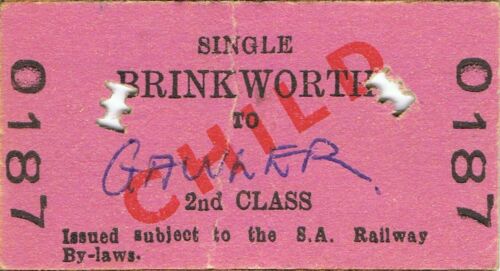 SINGLE
BRINKWORTH
TO
GAWLER.
CHILD
2nd CLASS
Issued subject to the S.A. Railway
By-laws.
0187
0187